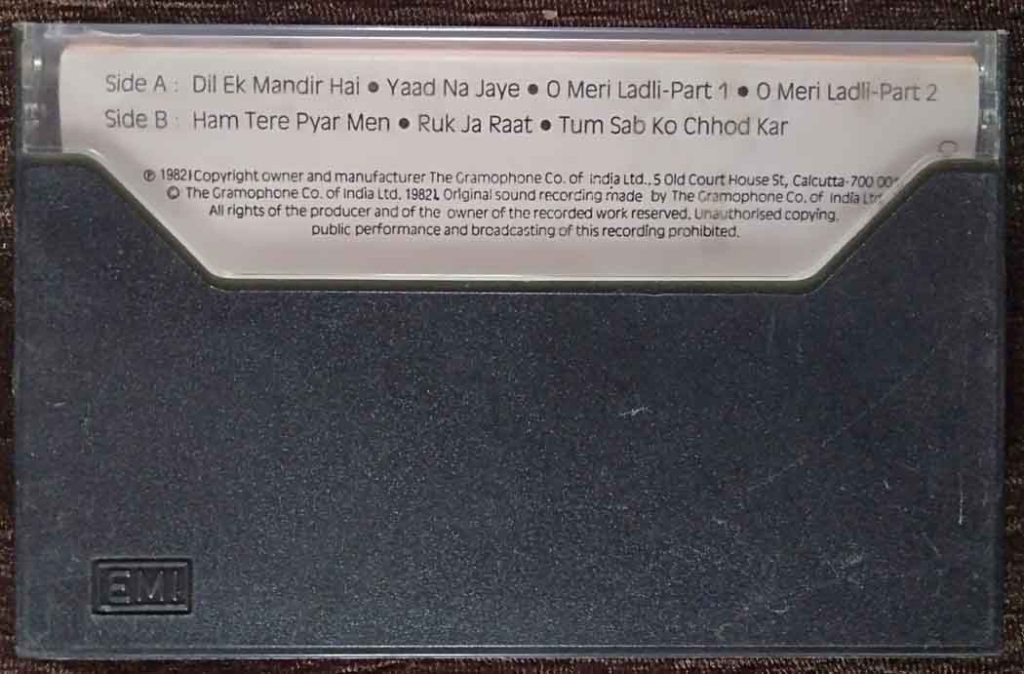 Side A : Dil Ek Mandir Hai ● Yaad Na Jaye ● O Meri Ladli-Part 1 ● O Meri Ladli-Part 2
Side B : Ham Tere Pyar Men ● Ruk Ja Raat ● Tum Sab Ko Chhod Kar
℗ 1982 Copyright owner and manufacturer The Gramophone Co. of India Ltd., 5 Old Court House St, Calcutta-700
© The Gramophone Co. of India Ltd. 1982. Original sound recording made by The Gramophone Co. of India Ltd.
All rights of the producer and of the owner of the recorded work reserved. Unauthorised copying,
public performance and broadcasting of this recording prohibited.
EMI